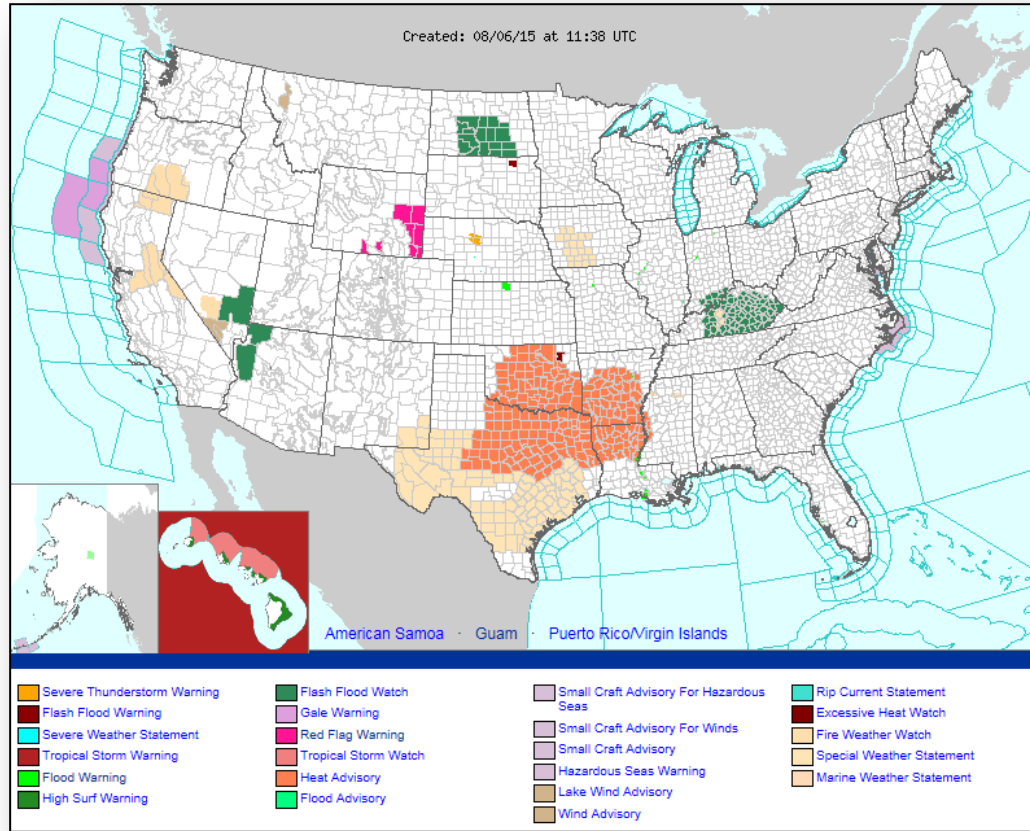 Created: 08/06/15 at 11:38 UTC
American Samoa · Guam · Puerto Rico/Virgin Islands
Severe Thunderstorm Warning
Flash Flood Warning
Severe Weather Statement
Tropical Storm Warning
Flood Warning
High Surf Warning
Flash Flood Watch
Gale Warning
Red Flag Warning
Tropical Storm Watch
Heat Advisory
Flood Advisory
Small Craft Advisory For Hazardous
Seas
Small Craft Advisory For Winds
Small Craft Advisory
Hazardous Seas Warning
Lake Wind Advisory
Wind Advisory
Rip Current Statement
Excessive Heat Watch
Fire Weather Watch
Special Weather Statement
Marine Weather Statement